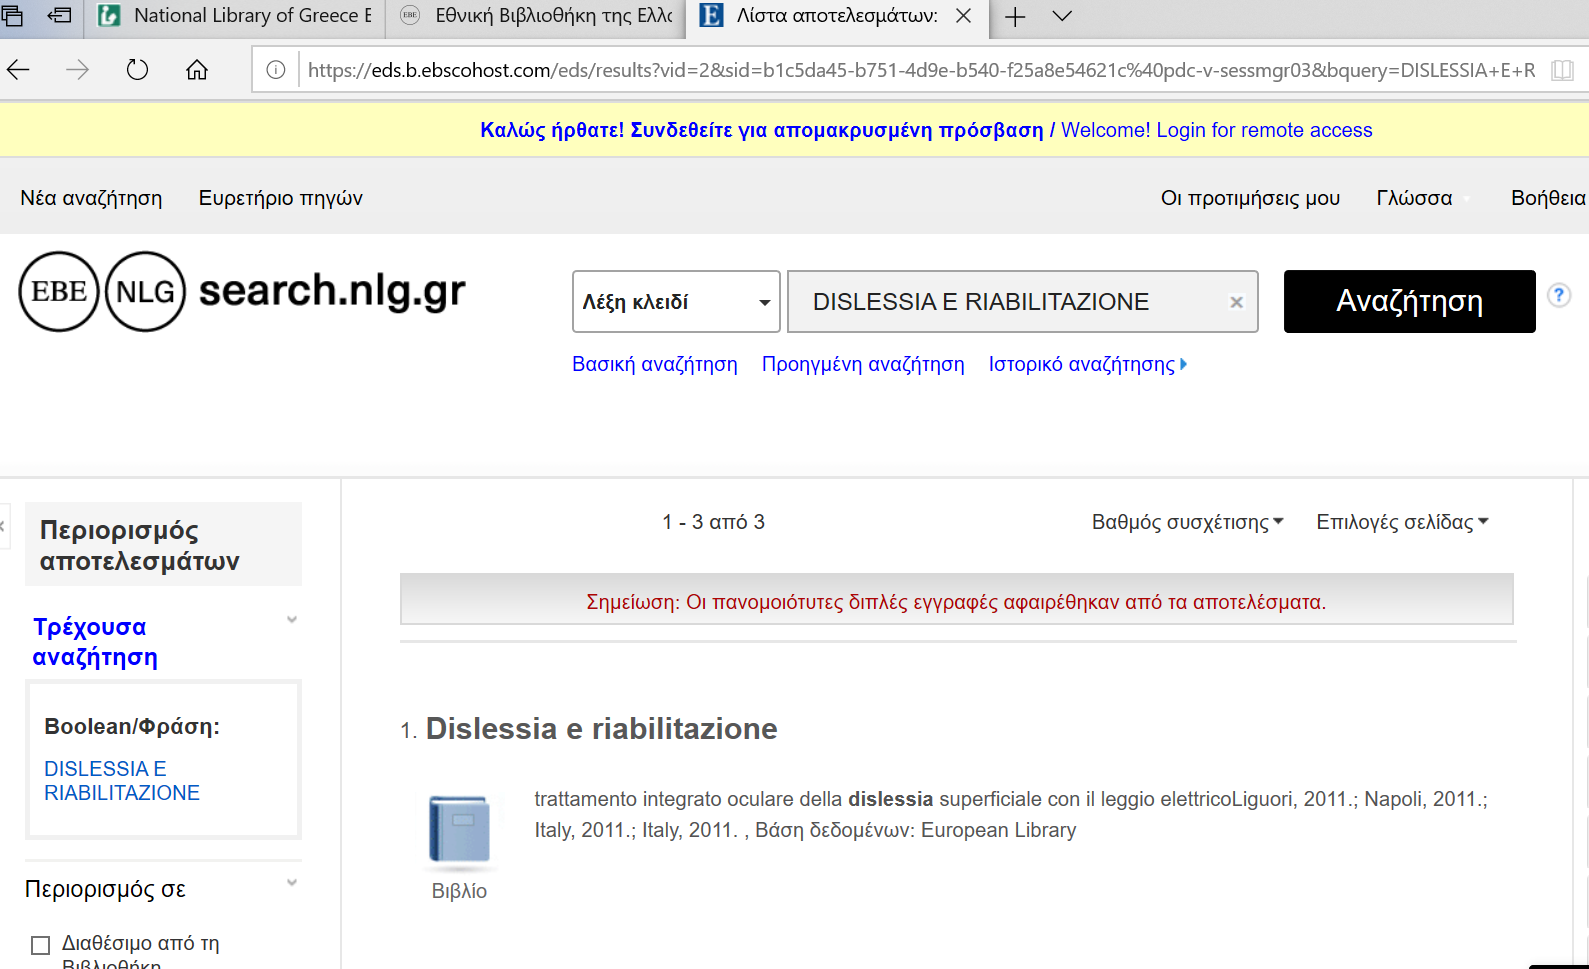 National Library of Greece E
Εθνική Βιβλιοθήκη της Ελλο
Λίστα αποτελεσμάτων:
https://eds.b.ebscohost.com/eds/results?vid=2&sid=b1c5da45-b751-4d9e-b540-f25a8e54621c%40pdc-v-sessmgr03&bquery=DISLESSIA+E+R
Καλώς ήρθατε! Συνδεθείτε για απομακρυσμένη πρόσβαση / Welcome! Login for remote access
Νέα αναζήτηση Ευρετήριο πηγών Οι προτιμήσεις μου Γλώσσα Βοήθεια
EBE NLG search.nlg.gr
Λέξη κλειδί DISLESSIA E RIABILITAZIONE Αναζήτηση ?
Βασική αναζήτηση Προηγμένη αναζήτηση Ιστορικό αναζήτησης
Περιορισμός
αποτελεσμάτων
Τρέχουσα
αναζήτηση
Boolean/Φράση:
DISLESSIA E
RIABILITAZIONE
Περιορισμός σε
Διαθέσιμο από τη
Βιβλιοθήκη
1 - 3 από 3 Βαθμός συσχέτισης Επιλογές σελίδας
Σημείωση: Οι πανομοιότυπες διπλές εγγραφές αφαιρέθηκαν από τα αποτελέσματα.
1. Dislessia e riabilitazione
trattamento integrato oculare della dislessia superficiale con il leggio elettricoLiguori, 2011.; Napoli, 2011.;
Italy, 2011.; Italy, 2011. , Βάση δεδομένων: European Library
Βιβλίο